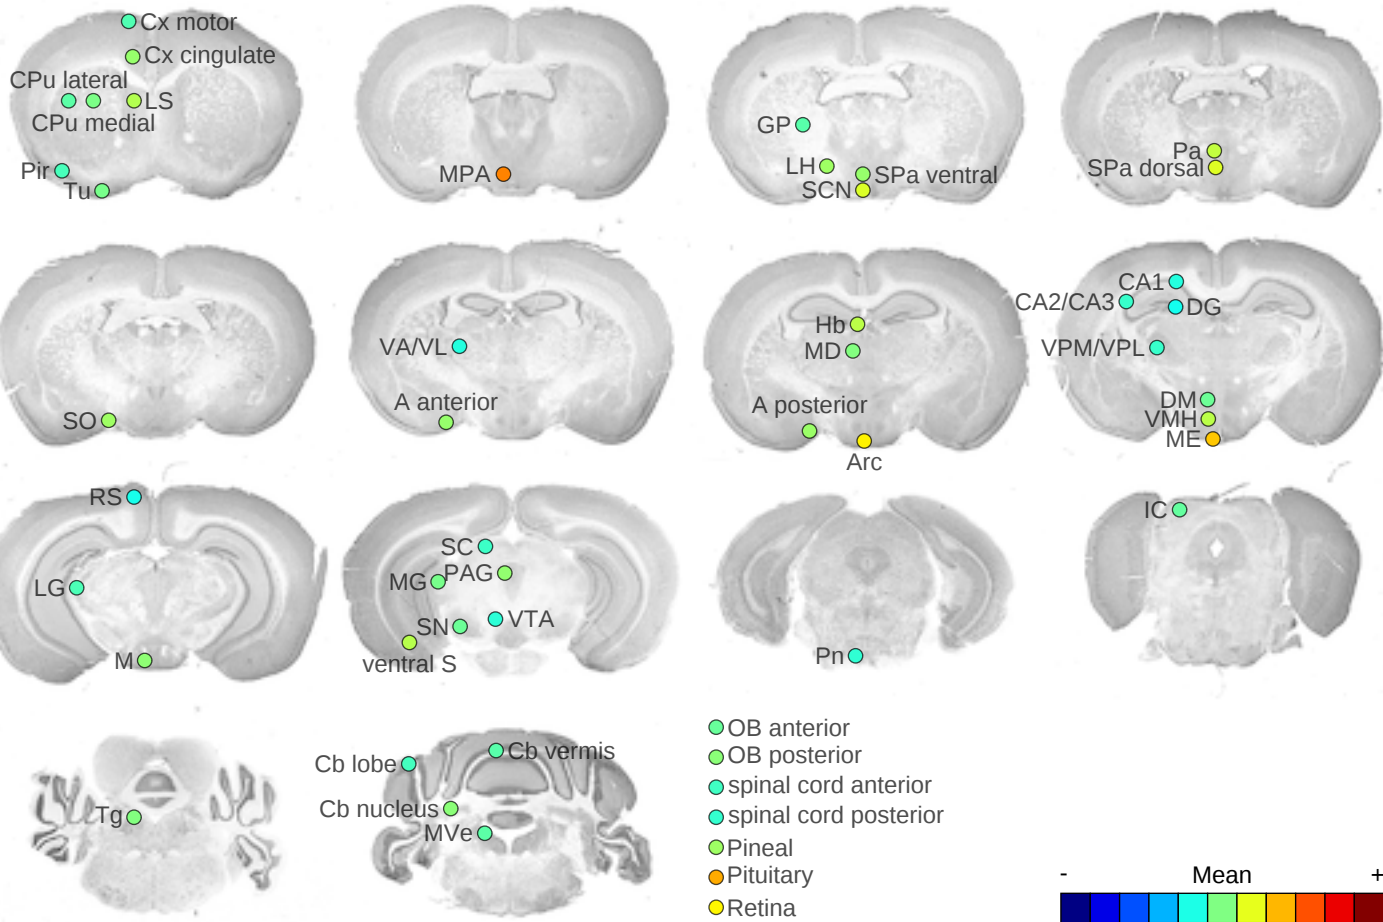 Cx motor
Cx cingulate
CPu lateral
LS
CPu medial
Pir
Tu
MPA
GP
LH
SPa ventral
SCN
Pa
SPa dorsal
SO
VA/VL
A anterior
Hb
MD
A posterior
Arc
CA1
CA2/CA3
DG
VPM/VPL
DM
VMH
ME
RS
LG
M
SC
PAG
MG
VTA
SN
ventral S
Pn
IC
Tg
Cb vermis
Cb lobe
Cb nucleus
MVe
OB anterior
OB posterior
spinal cord anterior
spinal cord posterior
Pineal
Pituitary
Retina
- Mean +